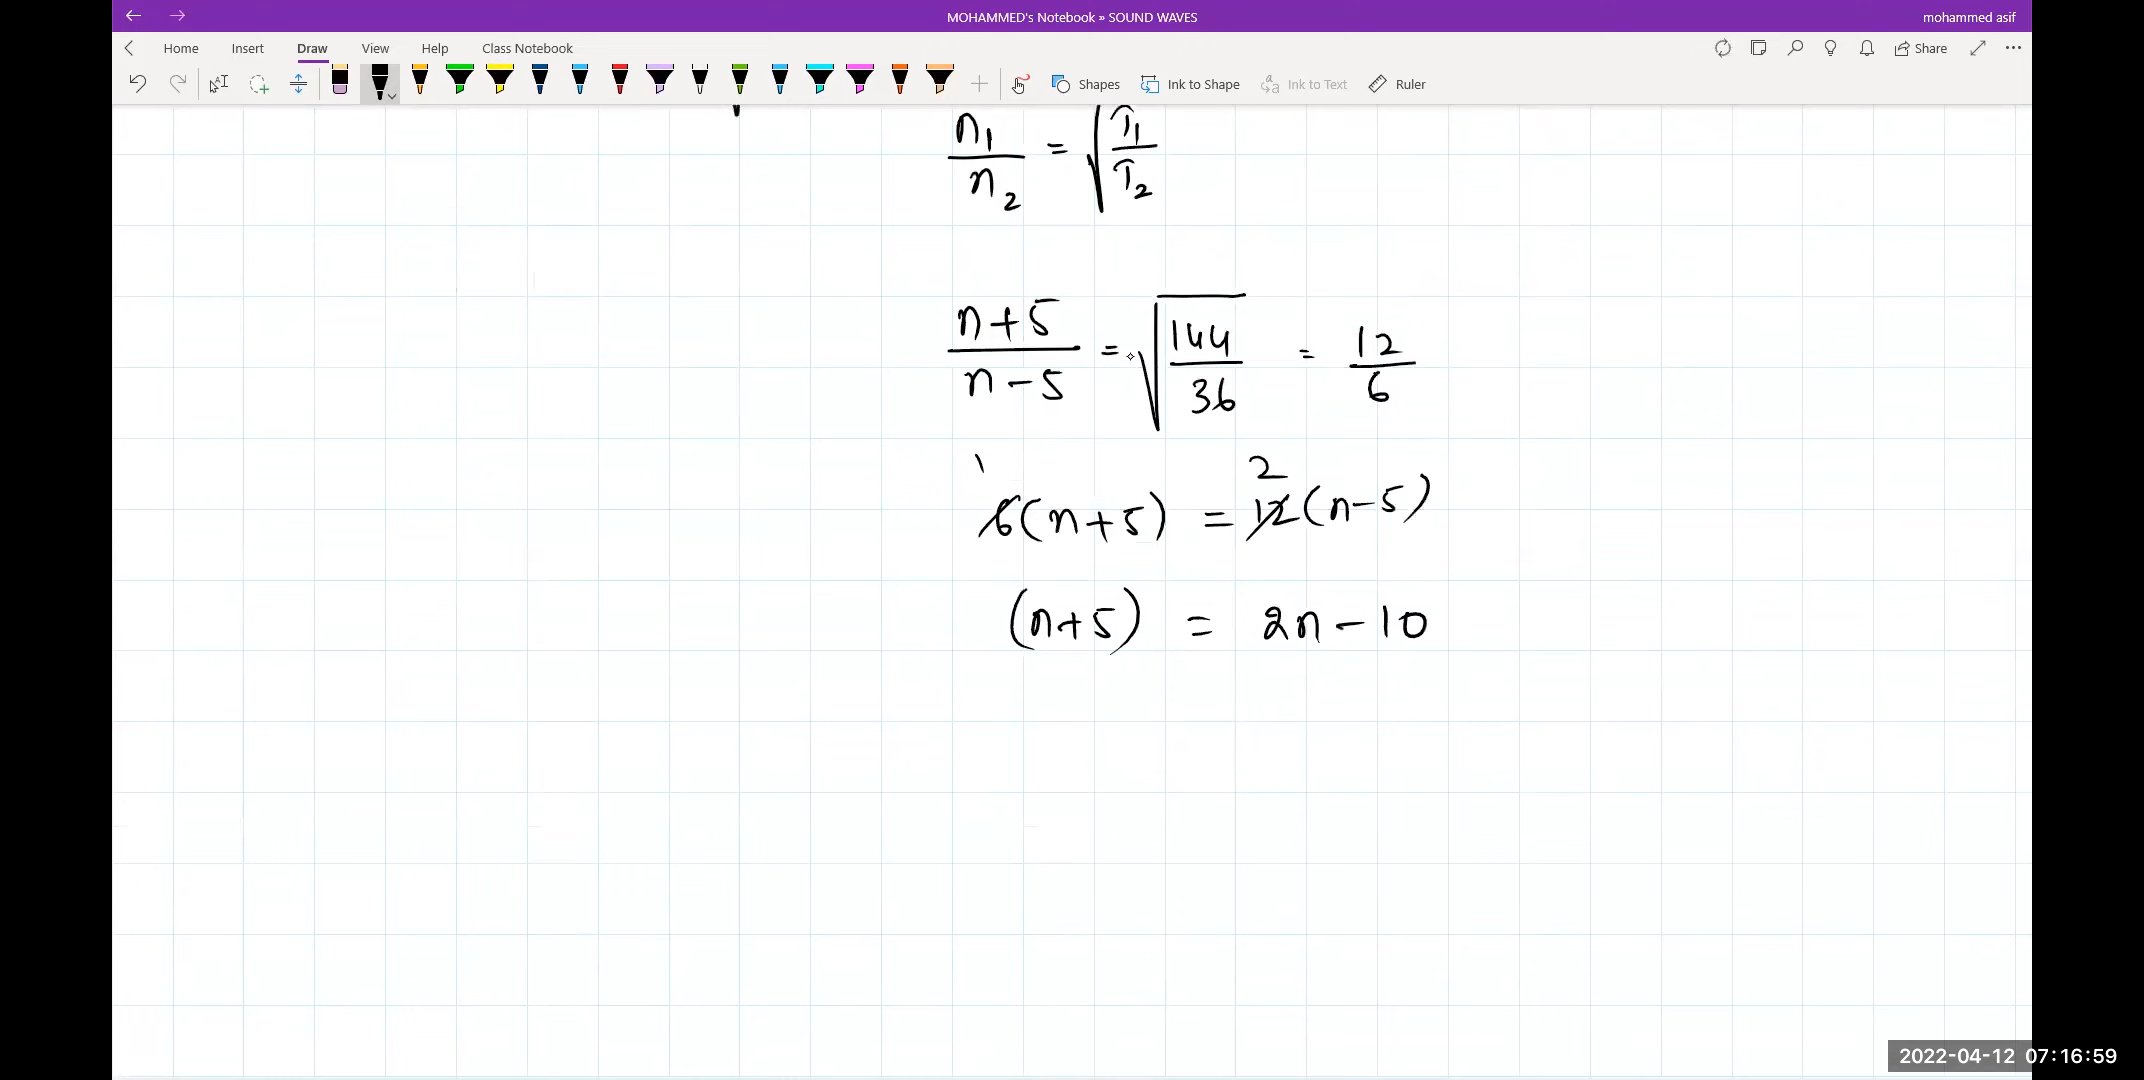 MOHAMMED's Notebook » SOUND WAVES
mohammed asif
Home Insert Draw View Help Class Notebook
Share
Shapes Ink to Shape Ink to Text Ruler
n₁/n₂ = √(T₁/T₂)
(n+5)/(n-5) = √(144/36) = 12/6
1 2
6(n+5) = 12(n-5)
(n+5) = 2n-10
2022-04-12 07:16:59